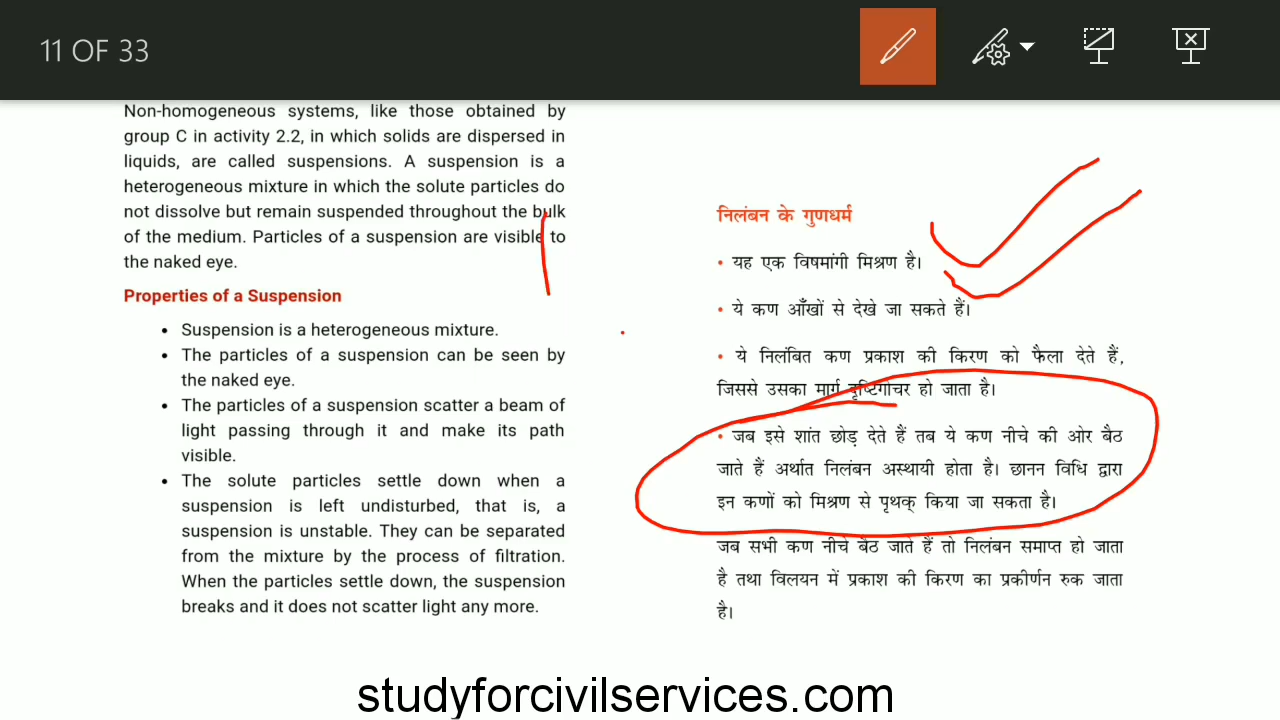 11 OF 33
Non-homogeneous systems, like those obtained by
group C in activity 2.2, in which solids are dispersed in
liquids, are called suspensions. A suspension is a
heterogeneous mixture in which the solute particles do
not dissolve but remain suspended throughout the bulk
of the medium. Particles of a suspension are visible to
the naked eye.
Properties of a Suspension
• Suspension is a heterogeneous mixture.
• The particles of a suspension can be seen by
the naked eye.
• The particles of a suspension scatter a beam of
light passing through it and make its path
visible.
• The solute particles settle down when a
suspension is left undisturbed, that is, a
suspension is unstable. They can be separated
from the mixture by the process of filtration.
When the particles settle down, the suspension
breaks and it does not scatter light any more.
निलंबन के गुणधर्म
• यह एक विषमांगी मिश्रण है।
• ये कण आँखों से देखे जा सकते हैं।
• ये निलंबित कण प्रकाश की किरण को फैला देते हैं,
जिससे उसका मार्ग दृष्टिगोचर हो जाता है।
• जब इसे शांत छोड़ देते हैं तब ये कण नीचे की ओर बैठ
जाते हैं अर्थात निलंबन अस्थायी होता है। छानन विधि द्वारा
इन कणों को मिश्रण से पृथक् किया जा सकता है।
जब सभी कण नीचे बैठ जाते हैं तो निलंबन समाप्त हो जाता
है तथा विलयन में प्रकाश की किरण का प्रकीर्णन रुक जाता
है।
studyforcivilservices.com